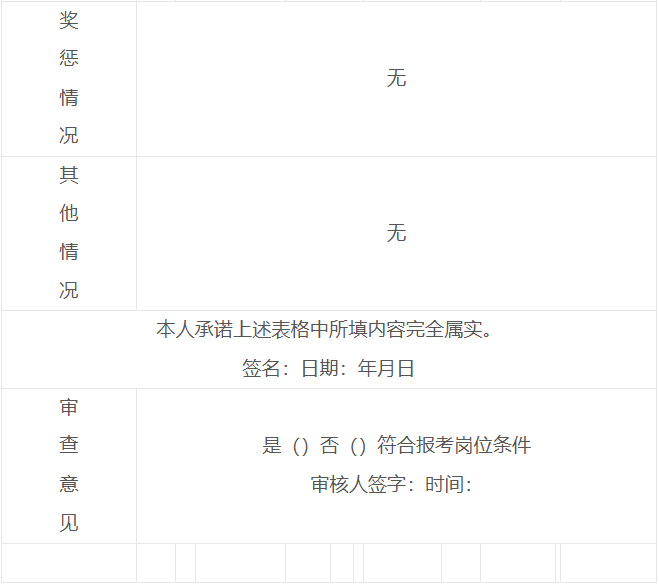 奖
惩
情
况
无
其
他
情
况
无
本人承诺上述表格中所填内容完全属实。
签名：日期：年月日
审
查
意
见
是（）否（）符合报考岗位条件
审核人签字：时间：